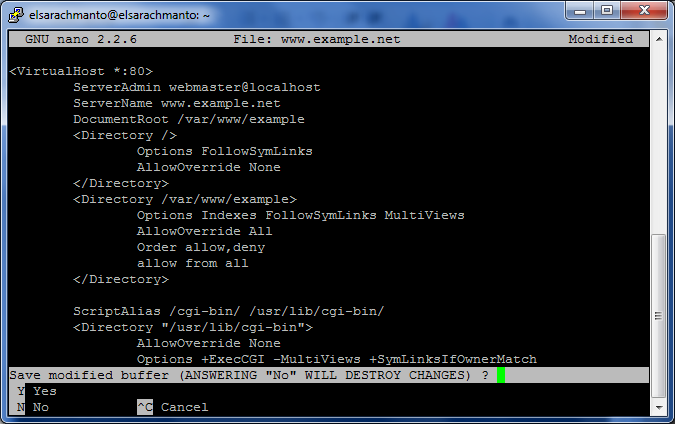 elsarachmanto@elsarachmanto: ~
GNU nano 2.2.6 File: www.example.net Modified
<VirtualHost *:80>
ServerAdmin webmaster@localhost
ServerName www.example.net
DocumentRoot /var/www/example
<Directory />
Options FollowSymLinks
AllowOverride None
</Directory>
<Directory /var/www/example>
Options Indexes FollowSymLinks MultiViews
AllowOverride All
Order allow,deny
allow from all
</Directory>
ScriptAlias /cgi-bin/ /usr/lib/cgi-bin/
<Directory "/usr/lib/cgi-bin">
AllowOverride None
Options +ExecCGI -MultiViews +SymLinksIfOwnerMatch
Save modified buffer (ANSWERING "No" WILL DESTROY CHANGES) ?
Y Yes
N No ^C Cancel